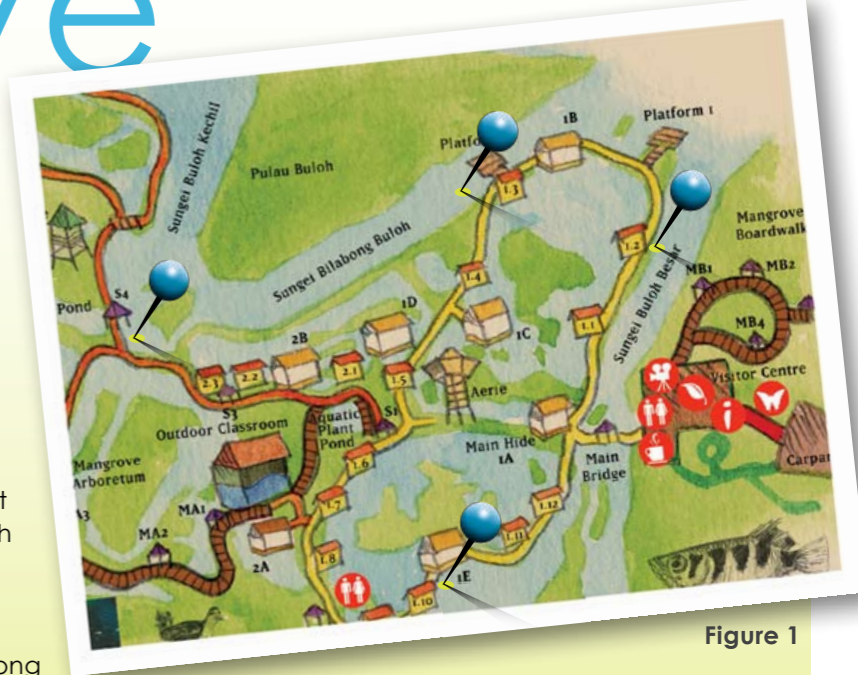 ve
Sungei Buloh Kechil
Pulau Buloh
Sungei Bilabong Buloh
1B
Platform 1
1.3
1.2
Mangrove
Boardwalk
MB1
MB2
MB4
Sungei Buloh Besar
1.4
1D
1C
1.1
Pond
S4
2B
2.3
2.2
2.1
S3
1.5
Aerie
S1
Outdoor Classroom
Aquatic
Plant
Pond
Visitor Centre
Main Hide
1A
Main
Bridge
Mangrove
Arboretum
1.6
1.7
1.8
MA1
MA2
2A
1.12
1.11
1E
1.10
Figure 1